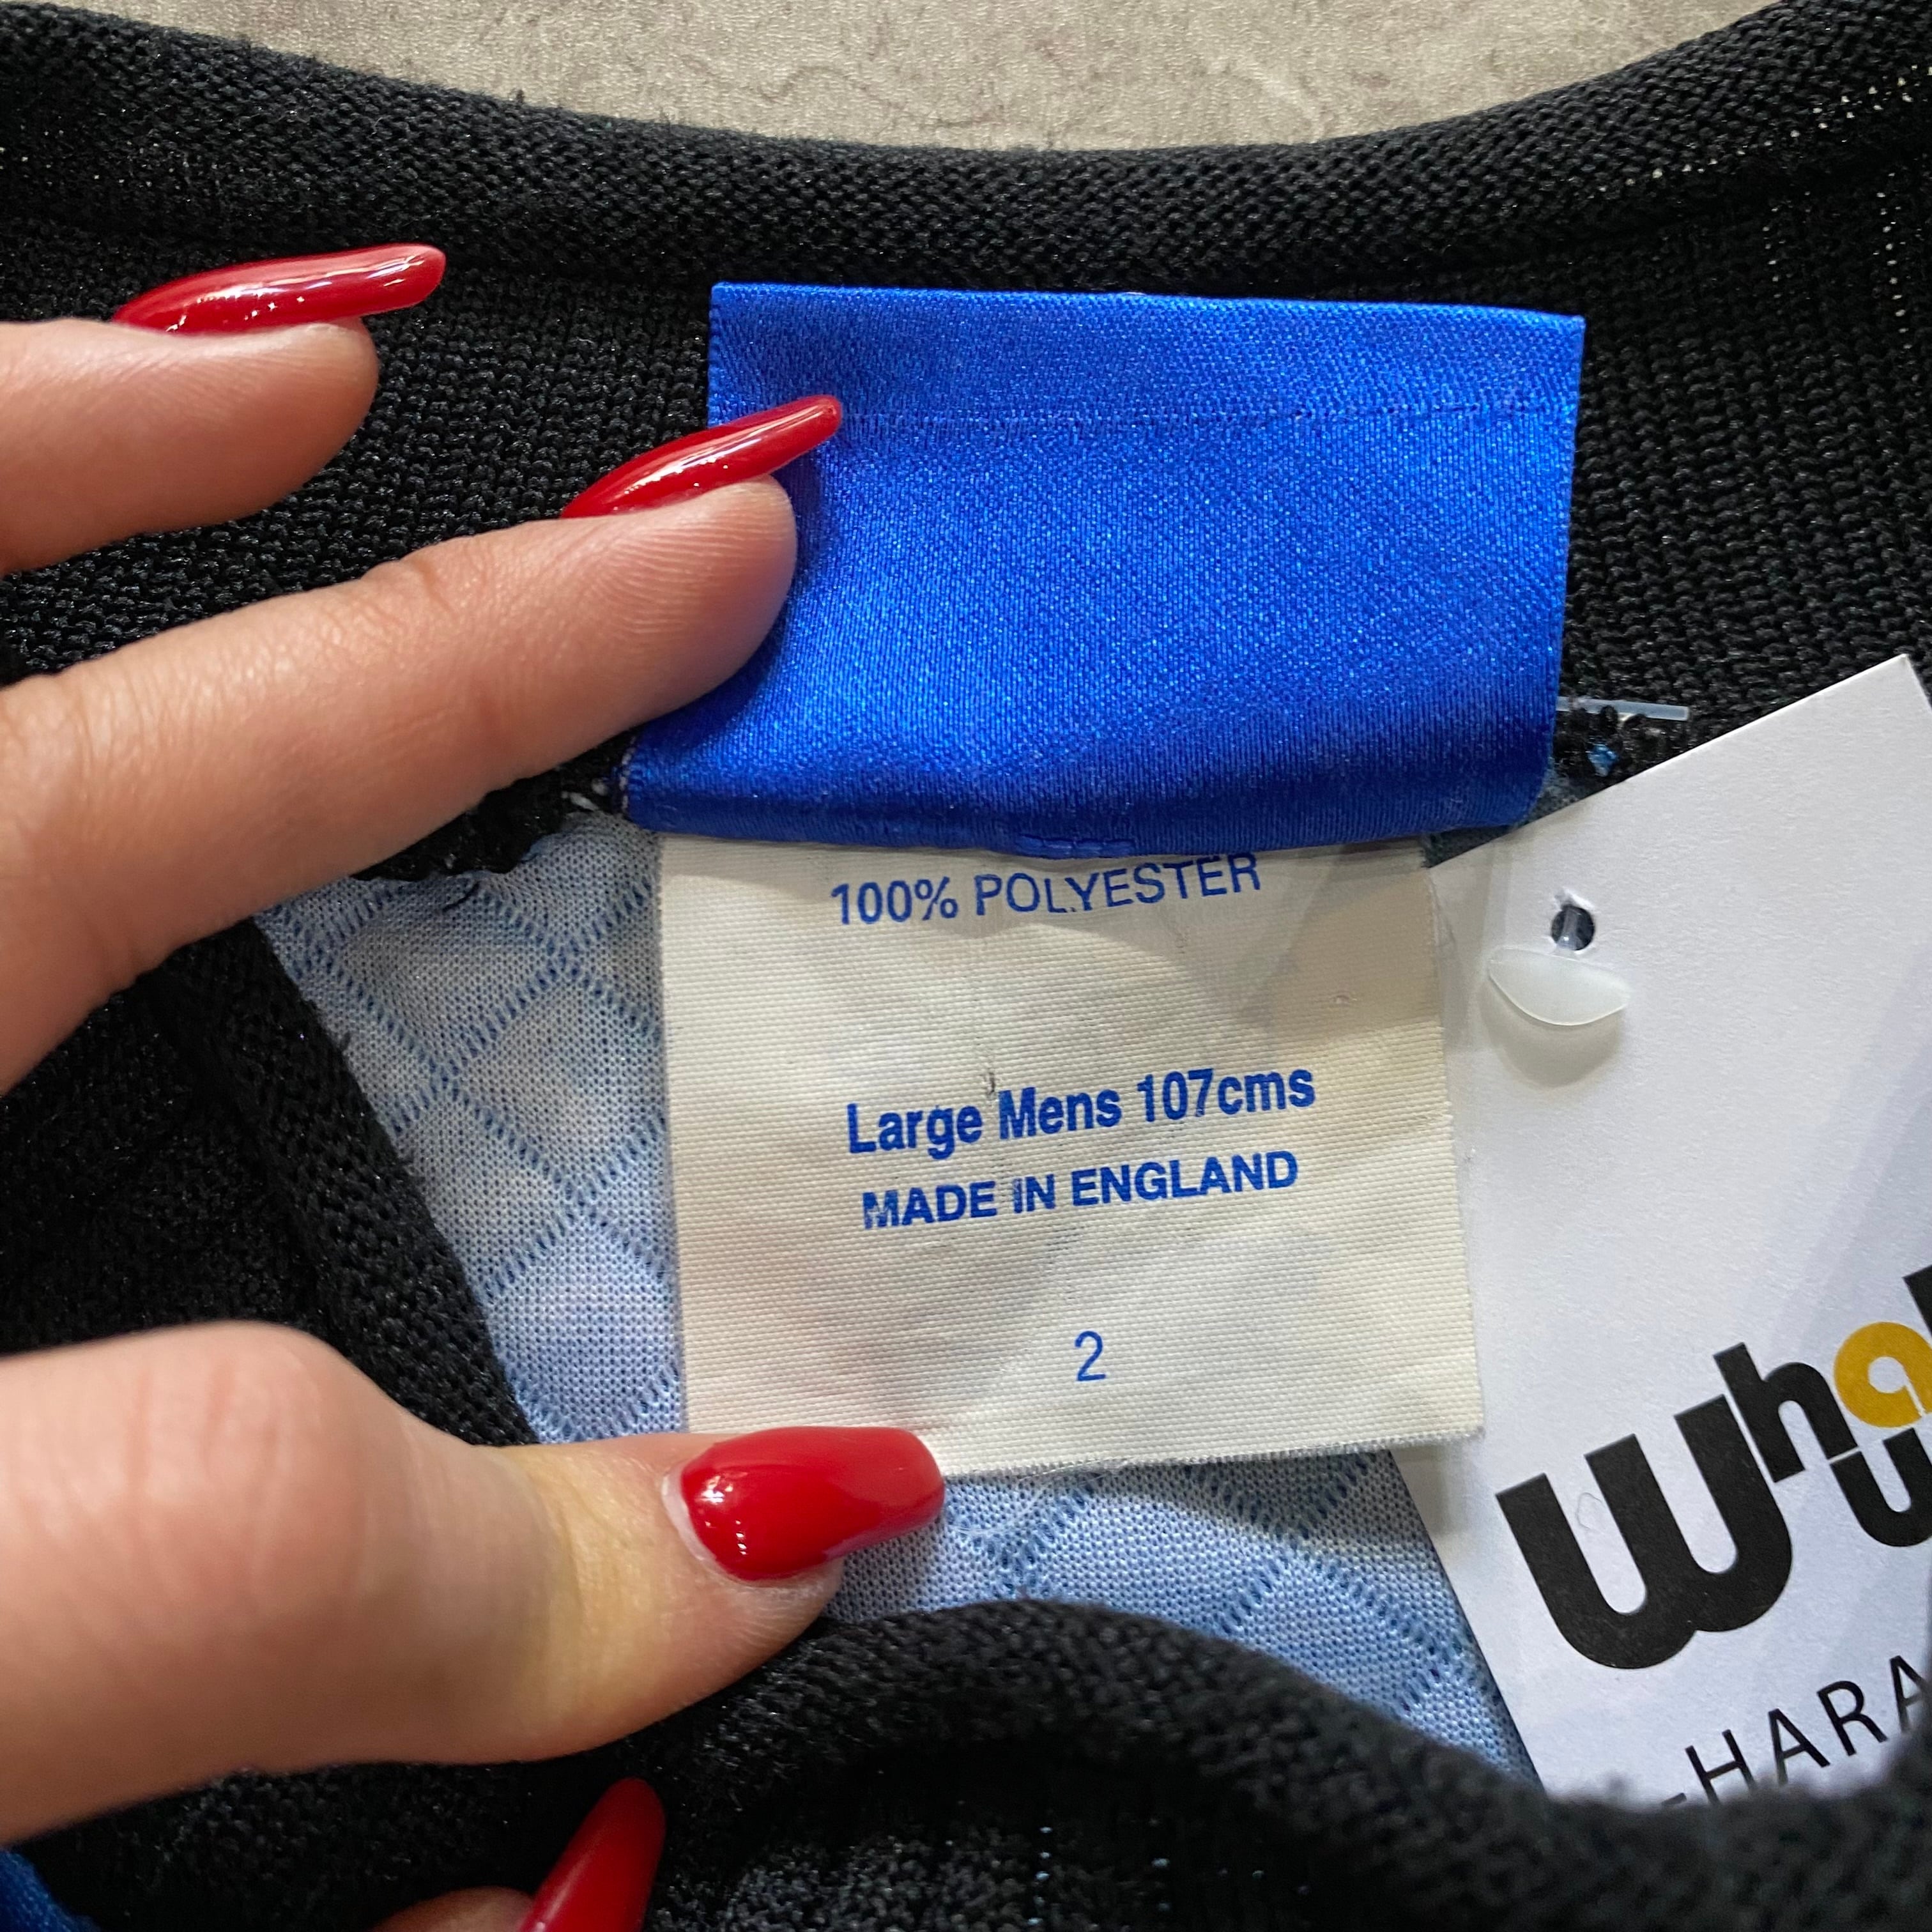 100% POLYESTER
Large Mens 107cms
MADE IN ENGLAND
2